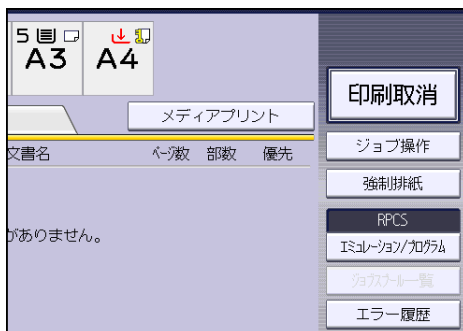 5
A3 A4
印刷取消
メディアプリント
ジョブ操作
文書名 ページ数 部数 優先
強制排紙
RPCS
がありません。
エミュレーション/プログラム
ジョブスプール一覧
エラー履歴